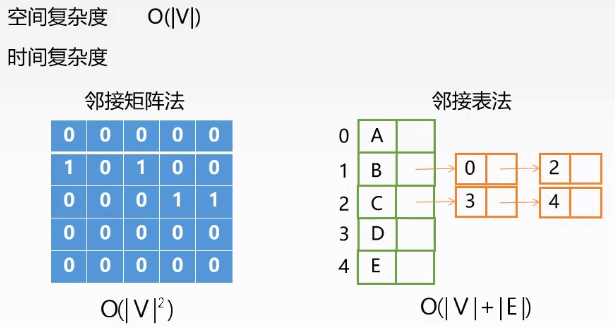 空间复杂度 O(|V|)
时间复杂度
邻接矩阵法
0 0 0 0 0
1 0 1 0 0
0 0 0 1 1
0 0 0 0 0
0 0 0 0 0
O(|V|²)
邻接表法
0 A
1 B 0 2
2 C 3 4
3 D
4 E
O(|V|+|E|)